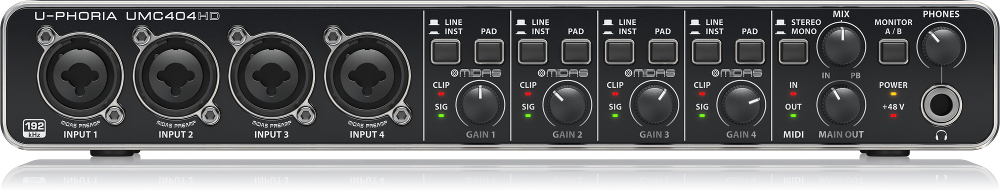 U-PHORIA UMC404HD
192
kHz
MIDAS PREAMP
INPUT 1
MIDAS PREAMP
INPUT 2
MIDAS PREAMP
INPUT 3
MIDAS PREAMP
INPUT 4
LINE
INST
PAD
MIDAS
CLIP
SIG
GAIN 1
LINE
INST
PAD
MIDAS
CLIP
SIG
GAIN 2
LINE
INST
PAD
MIDAS
CLIP
SIG
GAIN 3
LINE
INST
PAD
MIDAS
CLIP
SIG
GAIN 4
STEREO
MONO
MIX
IN PB
IN
OUT
MIDI
MAIN OUT
MONITOR
A / B
POWER
+48 V
PHONES